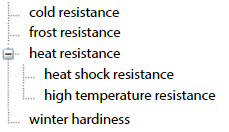 cold resistance
frost resistance
heat resistance
heat shock resistance
high temperature resistance
winter hardiness